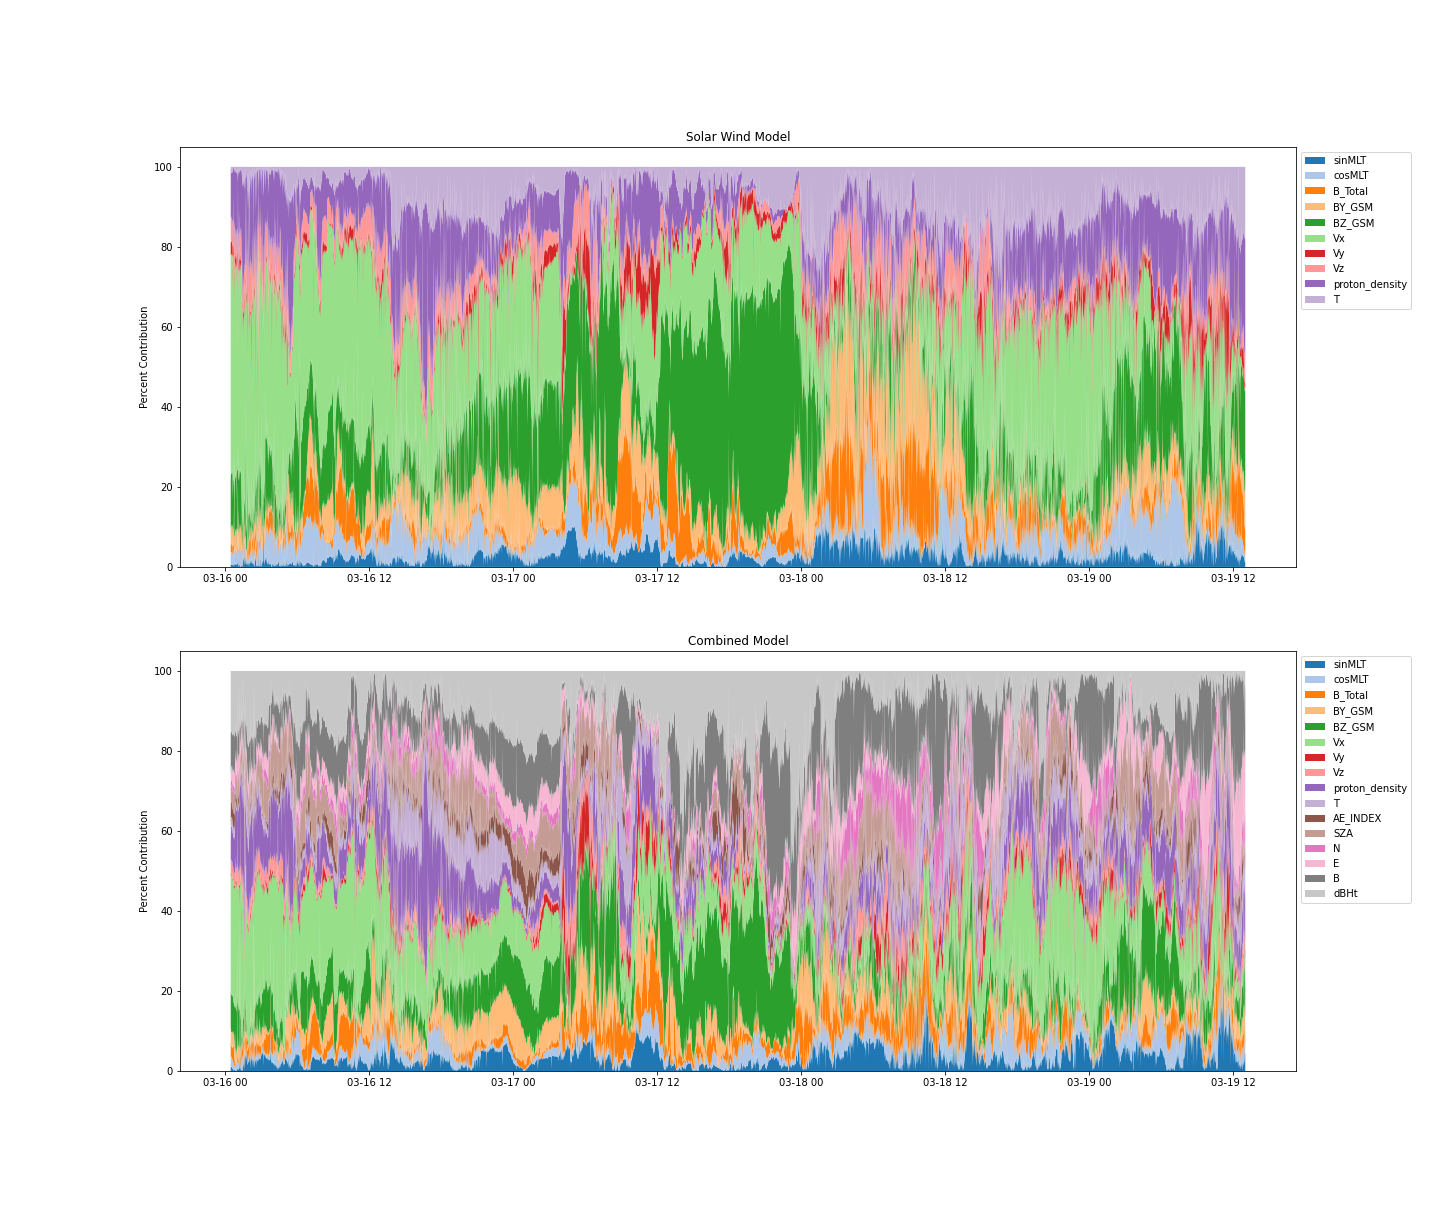 Solar Wind Model
Percent Contribution
100
80
60
40
20
0
03-16 00
03-16 12
03-17 00
03-17 12
03-18 00
03-18 12
03-19 00
03-19 12
sinMLT
cosMLT
B_Total
BY_GSM
BZ_GSM
Vx
Vy
Vz
proton_density
T
Combined Model
Percent Contribution
100
80
60
40
20
0
03-16 00
03-16 12
03-17 00
03-17 12
03-18 00
03-18 12
03-19 00
03-19 12
sinMLT
cosMLT
B_Total
BY_GSM
BZ_GSM
Vx
Vy
Vz
proton_density
T
AE_INDEX
SZA
N
E
B
dBHt